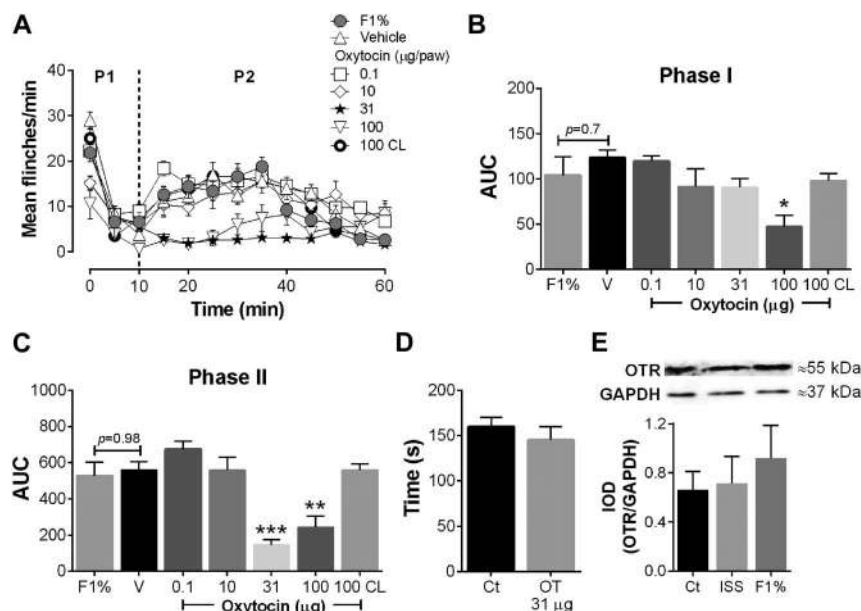 A
F1%
Vehicle
Oxytocin (µg/paw)
0.1
10
31
100
100 CL
P1
P2
Mean flinches/min
40
30
20
10
0
0
10
20
40
60
Time (min)
B
Phase I
AUC
200
150
100
50
0
p=0.7
*
F1% V 0.1 10 31 100 100 CL
Oxytocin (µg)
C
Phase II
AUC
1000
800
600
400
200
0
p=0.98
***
**
F1% V 0.1 10 31 100 100 CL
Oxytocin (µg)
D
Time (s)
200
150
100
50
0
Ct OT
31 µg
E
OTR ≈55 kDa
GAPDH ≈37 kDa
IOD
(OTR/GAPDH)
1.2
0.6
0.0
Ct ISS F1%